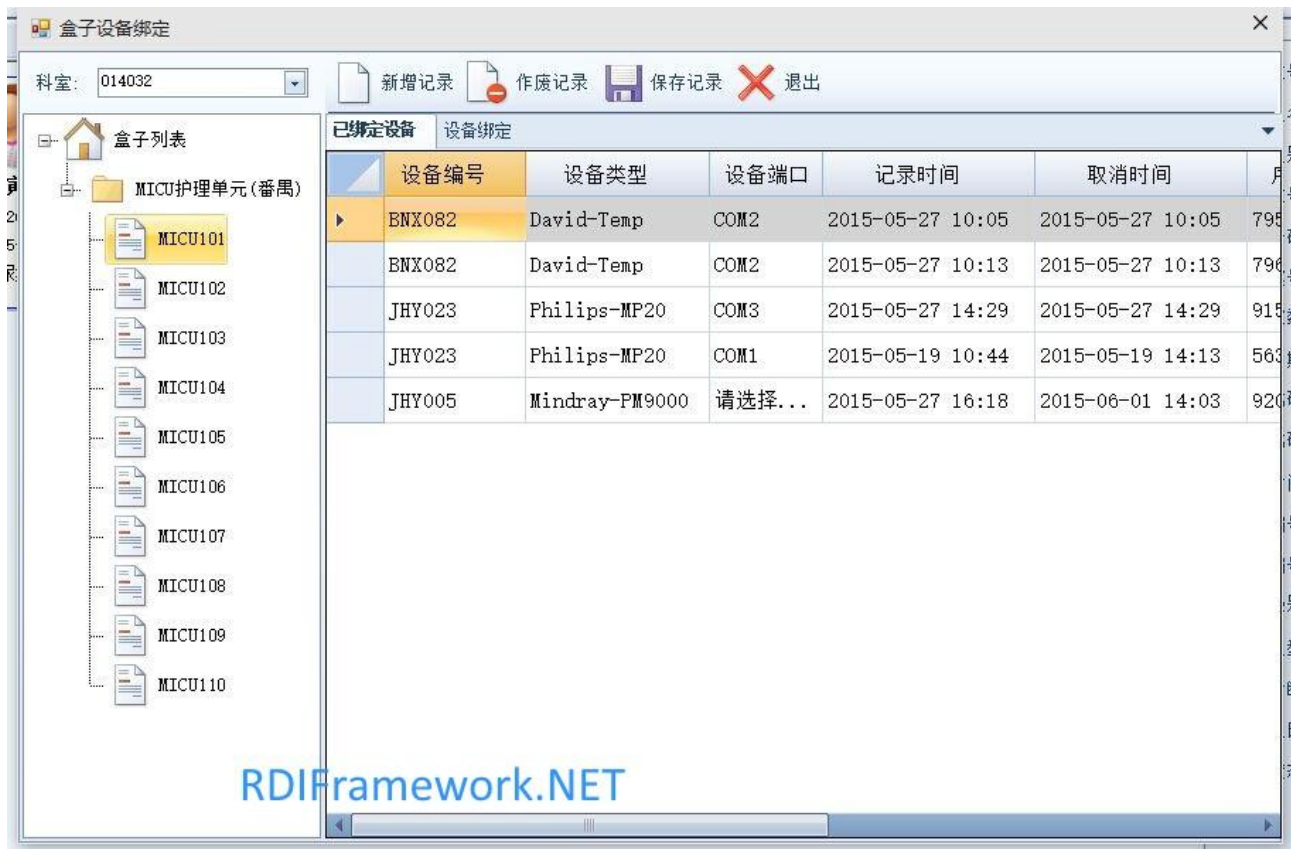 盒子设备绑定
科室: 014032 新增记录 作废记录 保存记录 退出
盒子列表
MICU护理单元(番禺)
MICU101
MICU102
MICU103
MICU104
MICU105
MICU106
MICU107
MICU108
MICU109
MICU110
已绑定设备 设备绑定
设备编号 设备类型 设备端口 记录时间 取消时间
BNX082 David-Temp COM2 2015-05-27 10:05 2015-05-27 10:05 795
BNX082 David-Temp COM2 2015-05-27 10:13 2015-05-27 10:13 796
JHY023 Philips-MP20 COM3 2015-05-27 14:29 2015-05-27 14:29 915
JHY023 Philips-MP20 COM1 2015-05-19 10:44 2015-05-19 14:13 563
JHY005 Mindray-PM9000 请选择... 2015-05-27 16:18 2015-06-01 14:03 920
RDIFramework.NET